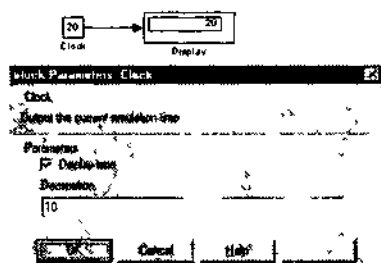 20
20
Clock
Display
Block Parameters: Clock
Clock
Output the current simulation time
Parameters
Display time
Decimation
10
OK
Cancel
Help